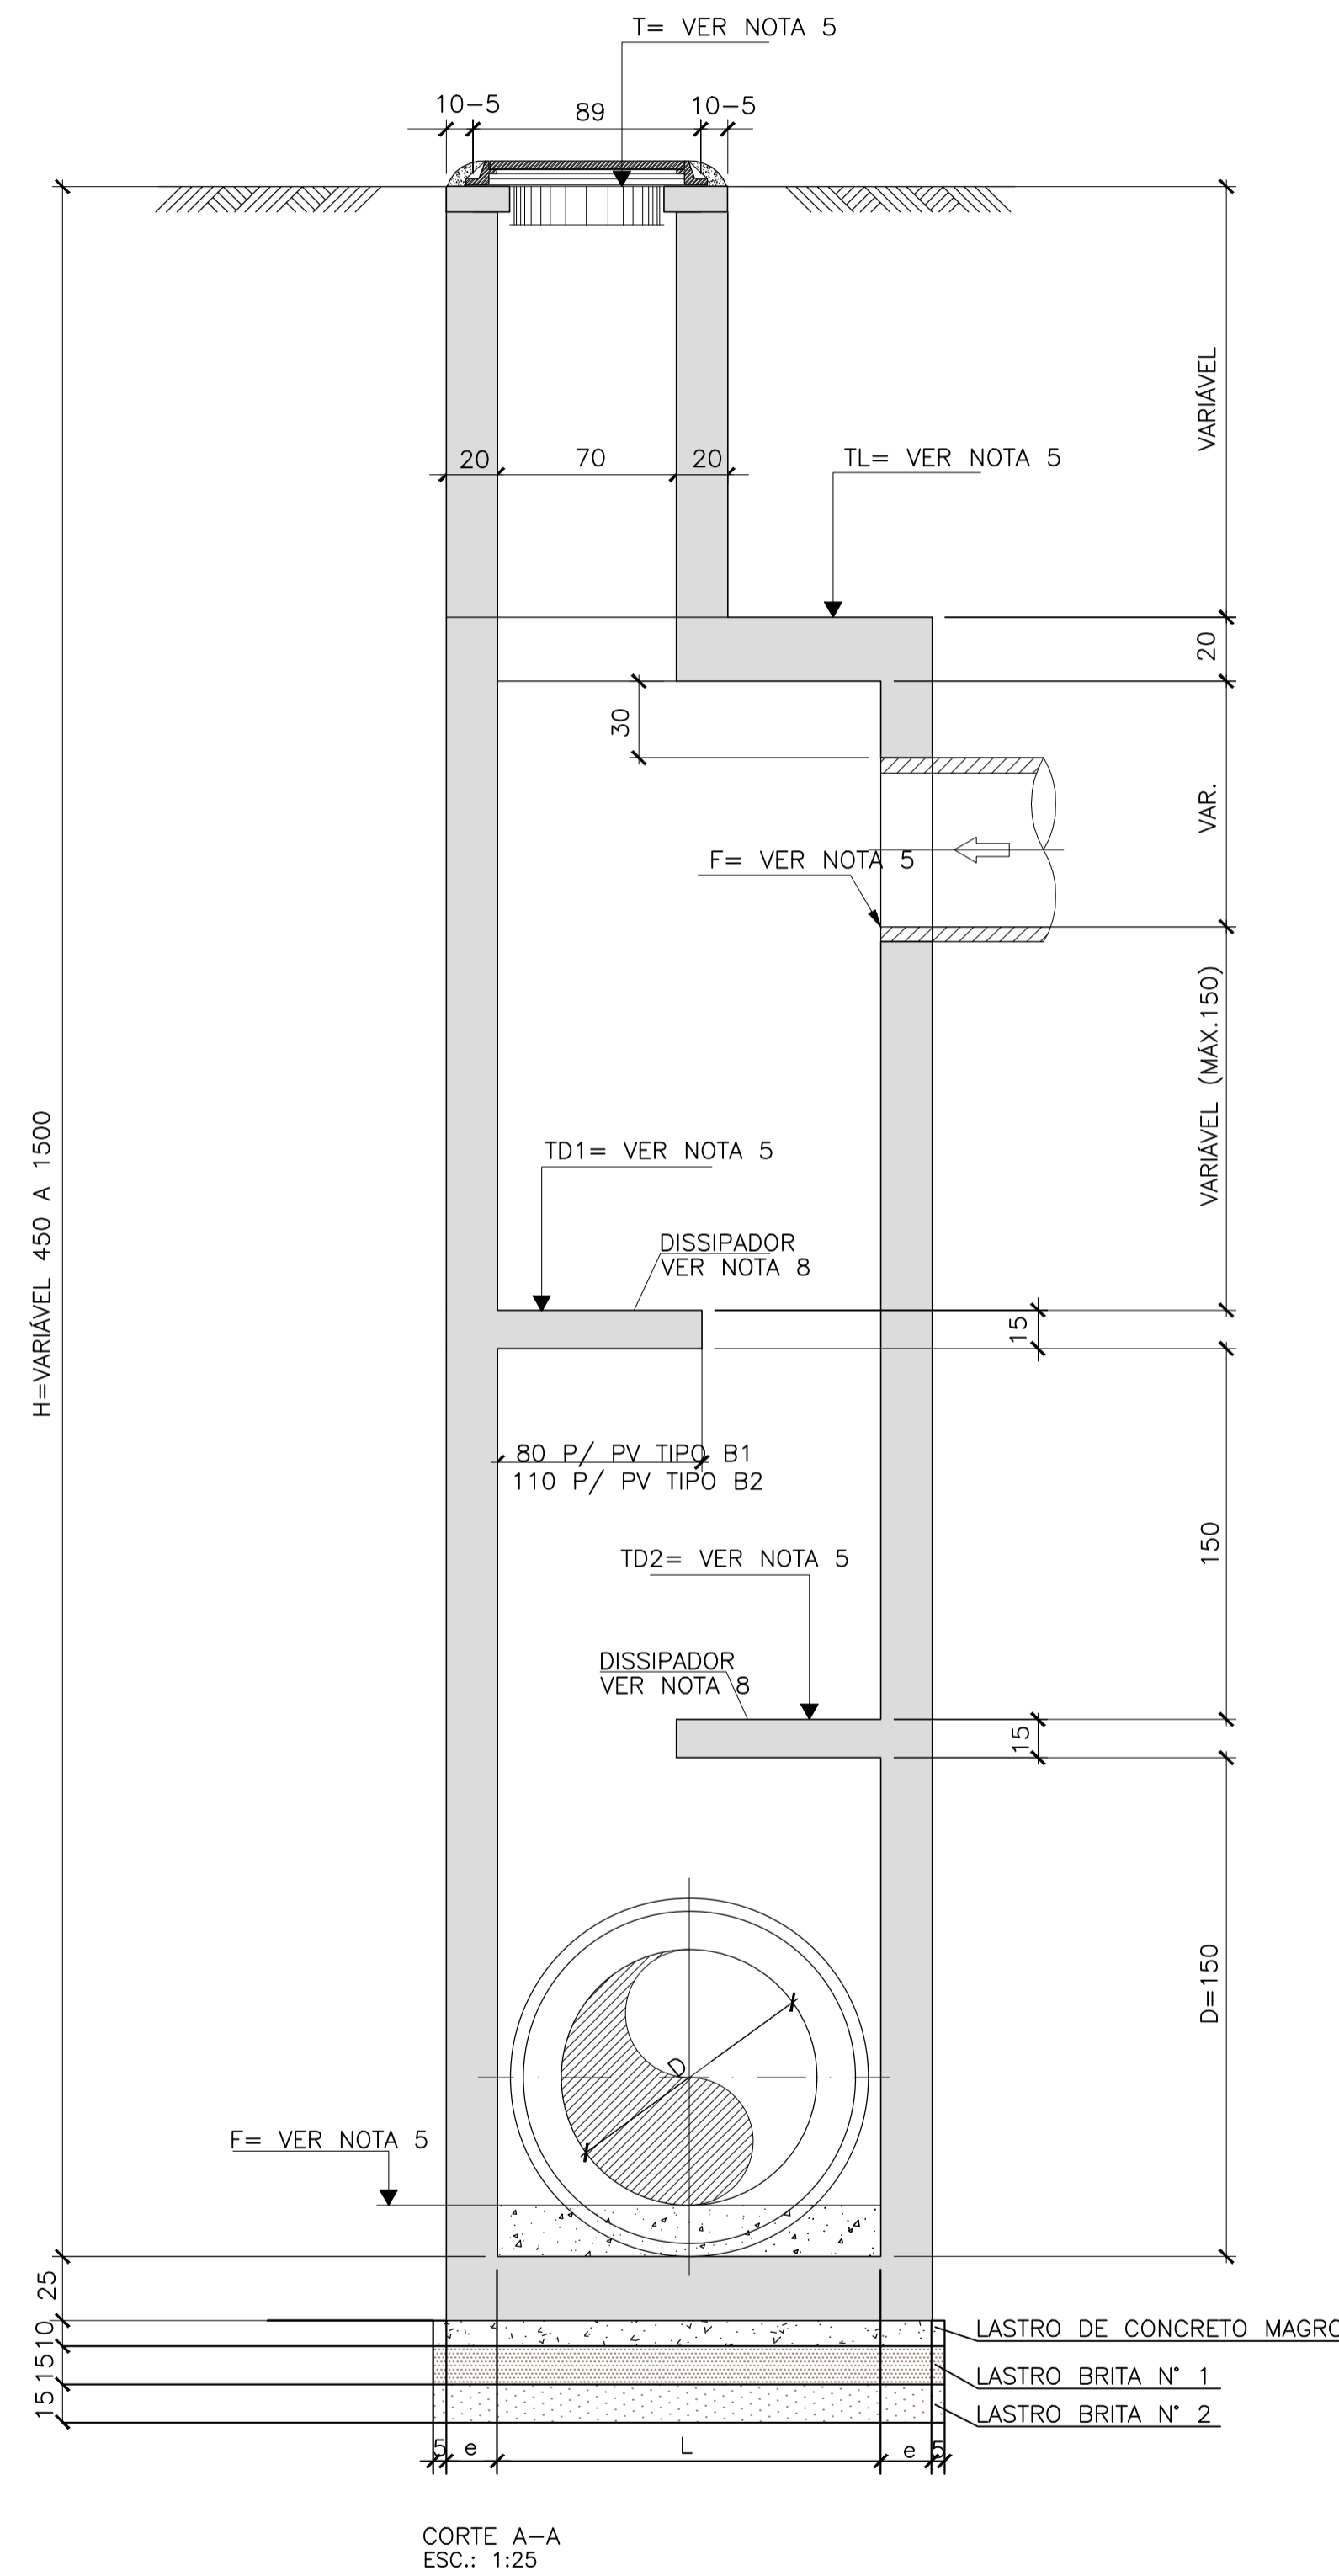 T= VER NOTA 5
10-5
89
10-5
20
70
20
TL= VER NOTA 5
VARIÁVEL
20
30
VAR.
F= VER NOTA 5
VARIÁVEL (MÁX.150)
H=VARIÁVEL 450 A 1500
TD1= VER NOTA 5
DISSIPADOR
VER NOTA 8
15
80 P/ PV TIPO B1
110 P/ PV TIPO B2
150
TD2= VER NOTA 5
DISSIPADOR
VER NOTA 8
15
D=150
D
F= VER NOTA 5
25
10
15
15
LASTRO DE CONCRETO MAGRO
LASTRO BRITA N° 1
LASTRO BRITA N° 2
5
e
L
e
5
CORTE A-A
ESC.: 1:25